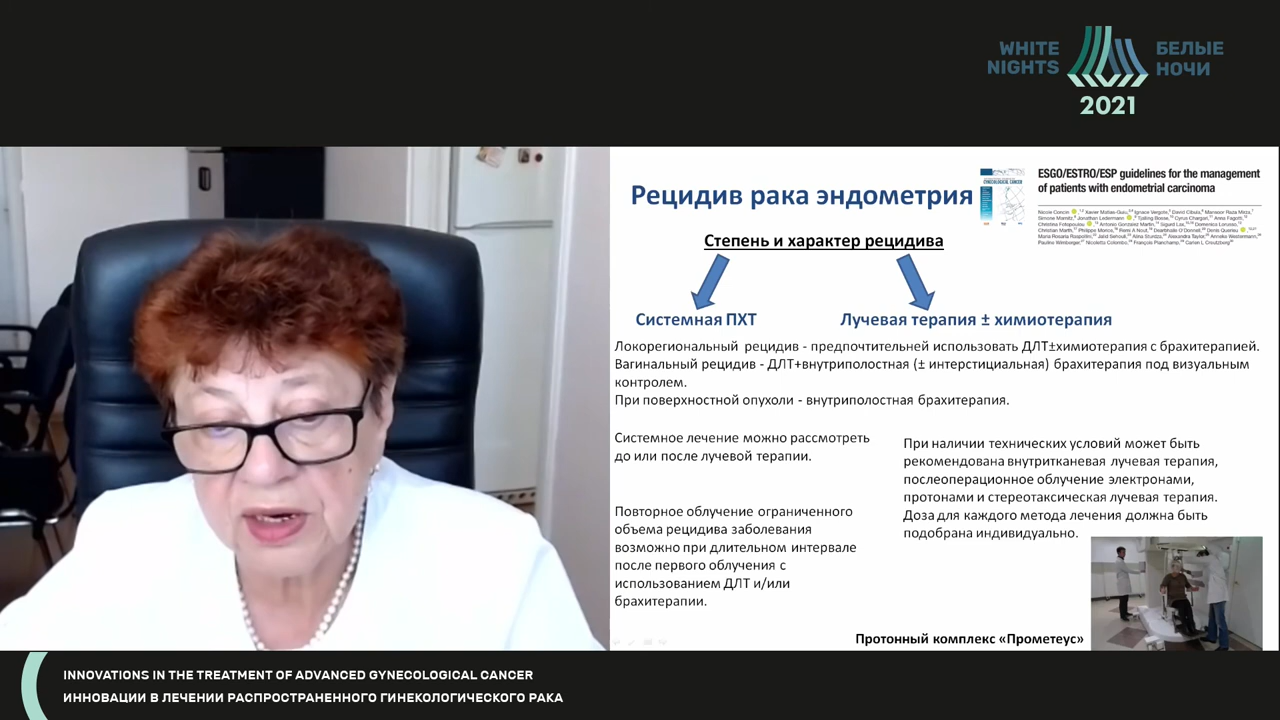 WHITE NIGHTS
БЕЛЫЕ НОЧИ
2021
Рецидив рака эндометрия
GYNECOLOGICAL CANCER
ESGO/ESTRO/ESP guidelines for the management
of patients with endometrial carcinoma
Степень и характер рецидива
Системная ПХТ
Лучевая терапия ± химиотерапия
Локорегиональный рецидив - предпочтительней использовать ДЛТ±химиотерапия с брахитерапией.
Вагинальный рецидив - ДЛТ+внутриполостная (± интерстициальная) брахитерапия под визуальным
контролем.
При поверхностной опухоли - внутриполостная брахитерапия.
Системное лечение можно рассмотреть
до или после лучевой терапии.
Повторное облучение ограниченного
объема рецидива заболевания
возможно при длительном интервале
после первого облучения с
использованием ДЛТ и/или
брахитерапии.
При наличии технических условий может быть
рекомендована внутритканевая лучевая терапия,
послеоперационное облучение электронами,
протонами и стереотаксическая лучевая терапия.
Доза для каждого метода лечения должна быть
подобрана индивидуально.
Протонный комплекс «Прометеус»
INNOVATIONS IN THE TREATMENT OF ADVANCED GYNECOLOGICAL CANCER
ИННОВАЦИИ В ЛЕЧЕНИИ РАСПРОСТРАНЕННОГО ГИНЕКОЛОГИЧЕСКОГО РАКА